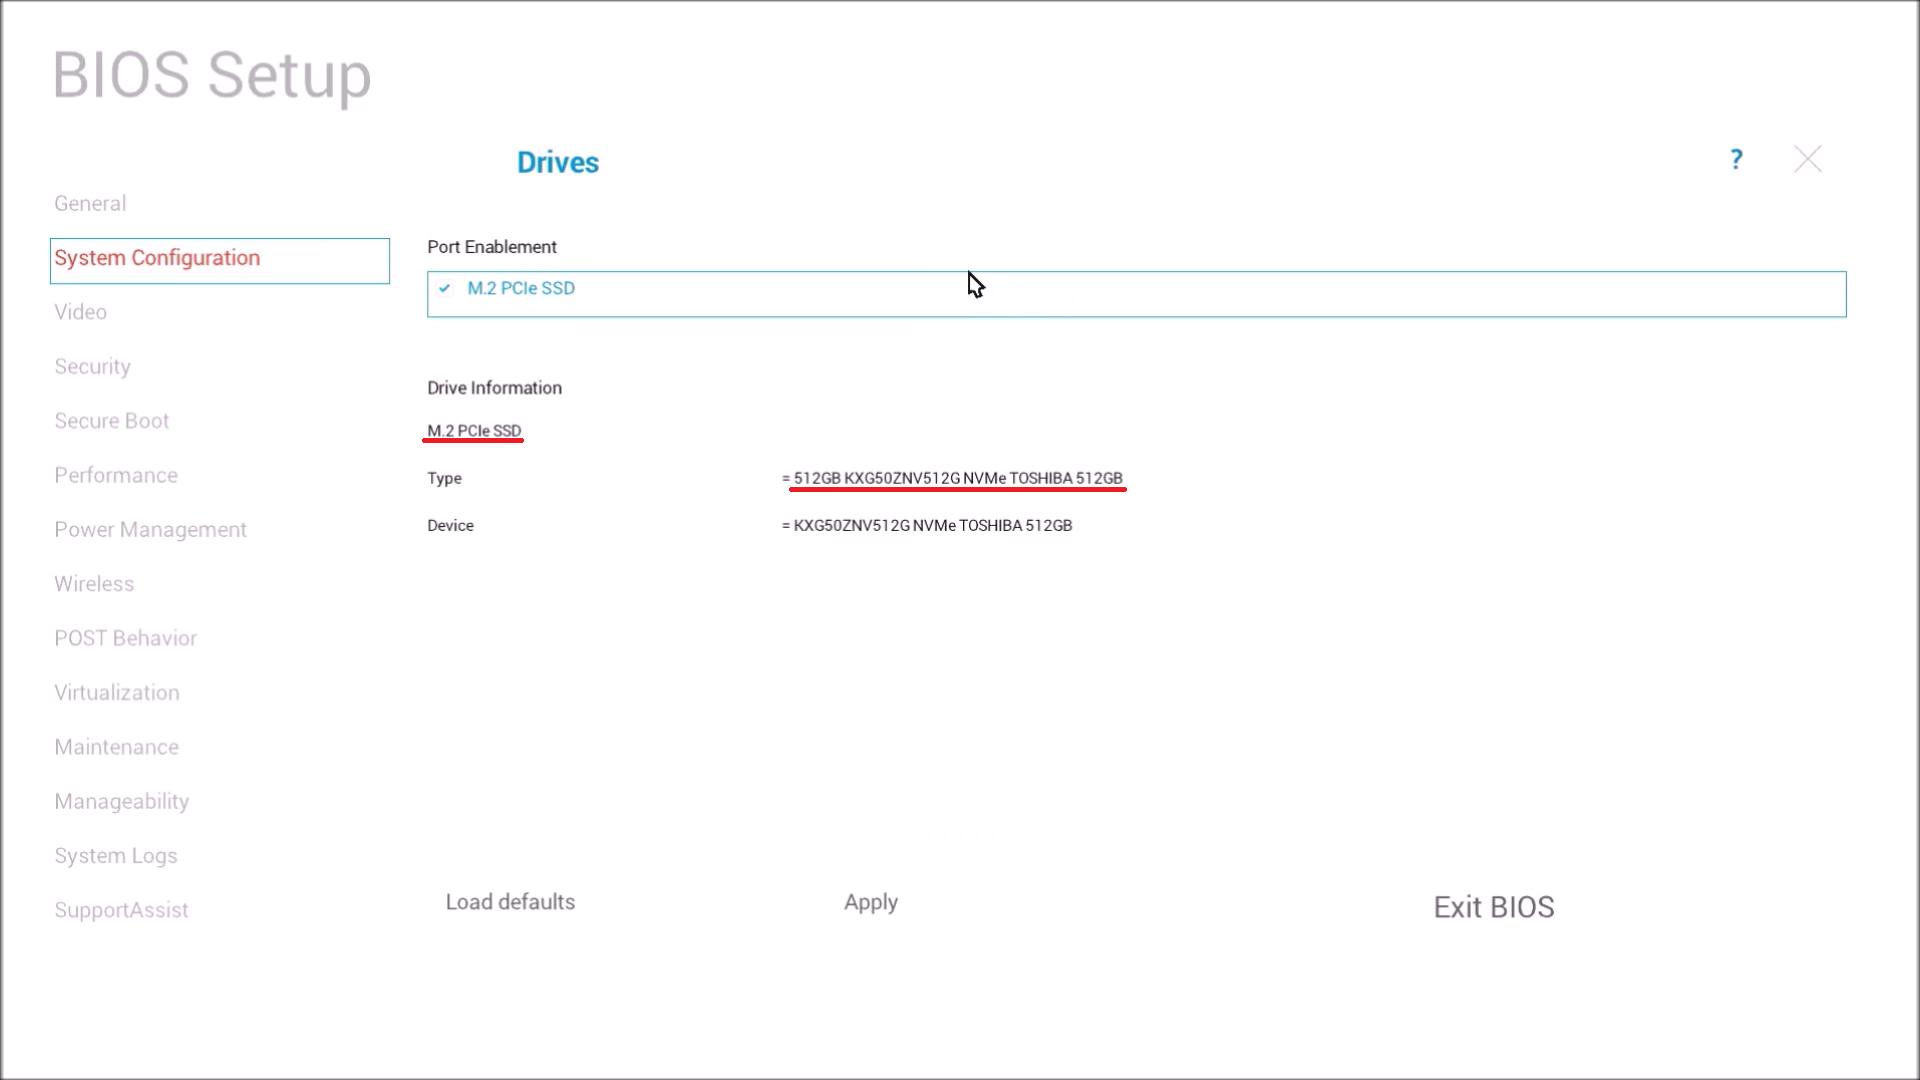 BIOS Setup
Drives
?
General
System Configuration
Video
Security
Secure Boot
Performance
Power Management
Wireless
POST Behavior
Virtualization
Maintenance
Manageability
System Logs
SupportAssist
Port Enablement
M.2 PCIe SSD
Drive Information
M.2 PCIe SSD
Type = 512GB KXG50ZNV512G NVMe TOSHIBA 512GB
Device = KXG50ZNV512G NVMe TOSHIBA 512GB
Load defaults
Apply
Exit BIOS